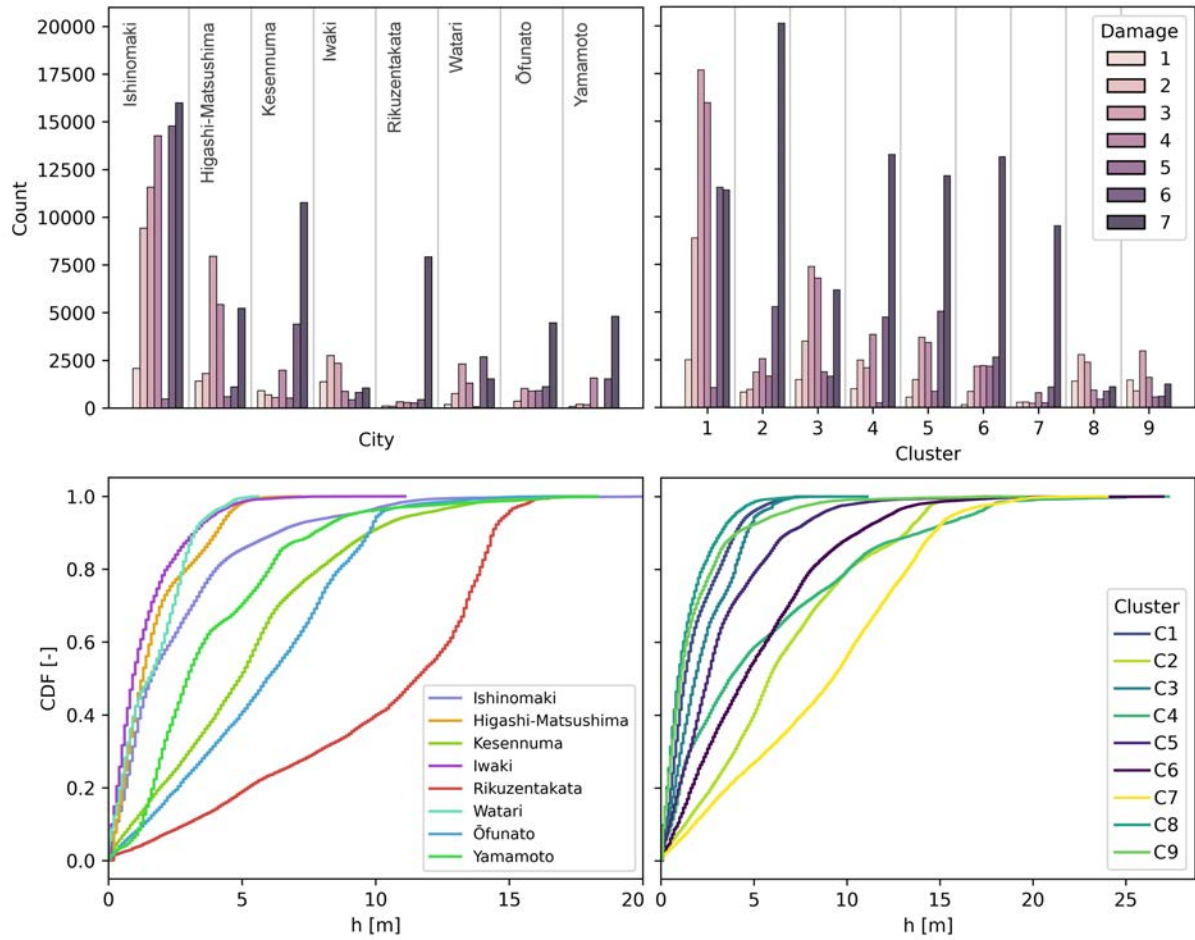 20000
17500
15000
12500
10000
7500
5000
2500
0
Count
Ishinomaki
Higashi-Matsushima
Kesennuma
Iwaki
Rikuzentakata
Watari
Ōfunato
Yamamoto
City
Damage
1
2
3
4
5
6
7
1 2 3 4 5 6 7 8 9
Cluster
1.0
0.8
0.6
0.4
0.2
0.0
CDF [-]
Ishinomaki
Higashi-Matsushima
Kesennuma
Iwaki
Rikuzentakata
Watari
Ōfunato
Yamamoto
0 5 10 15 20
h [m]
Cluster
C1
C2
C3
C4
C5
C6
C7
C8
C9
0 5 10 15 20 25
h [m]